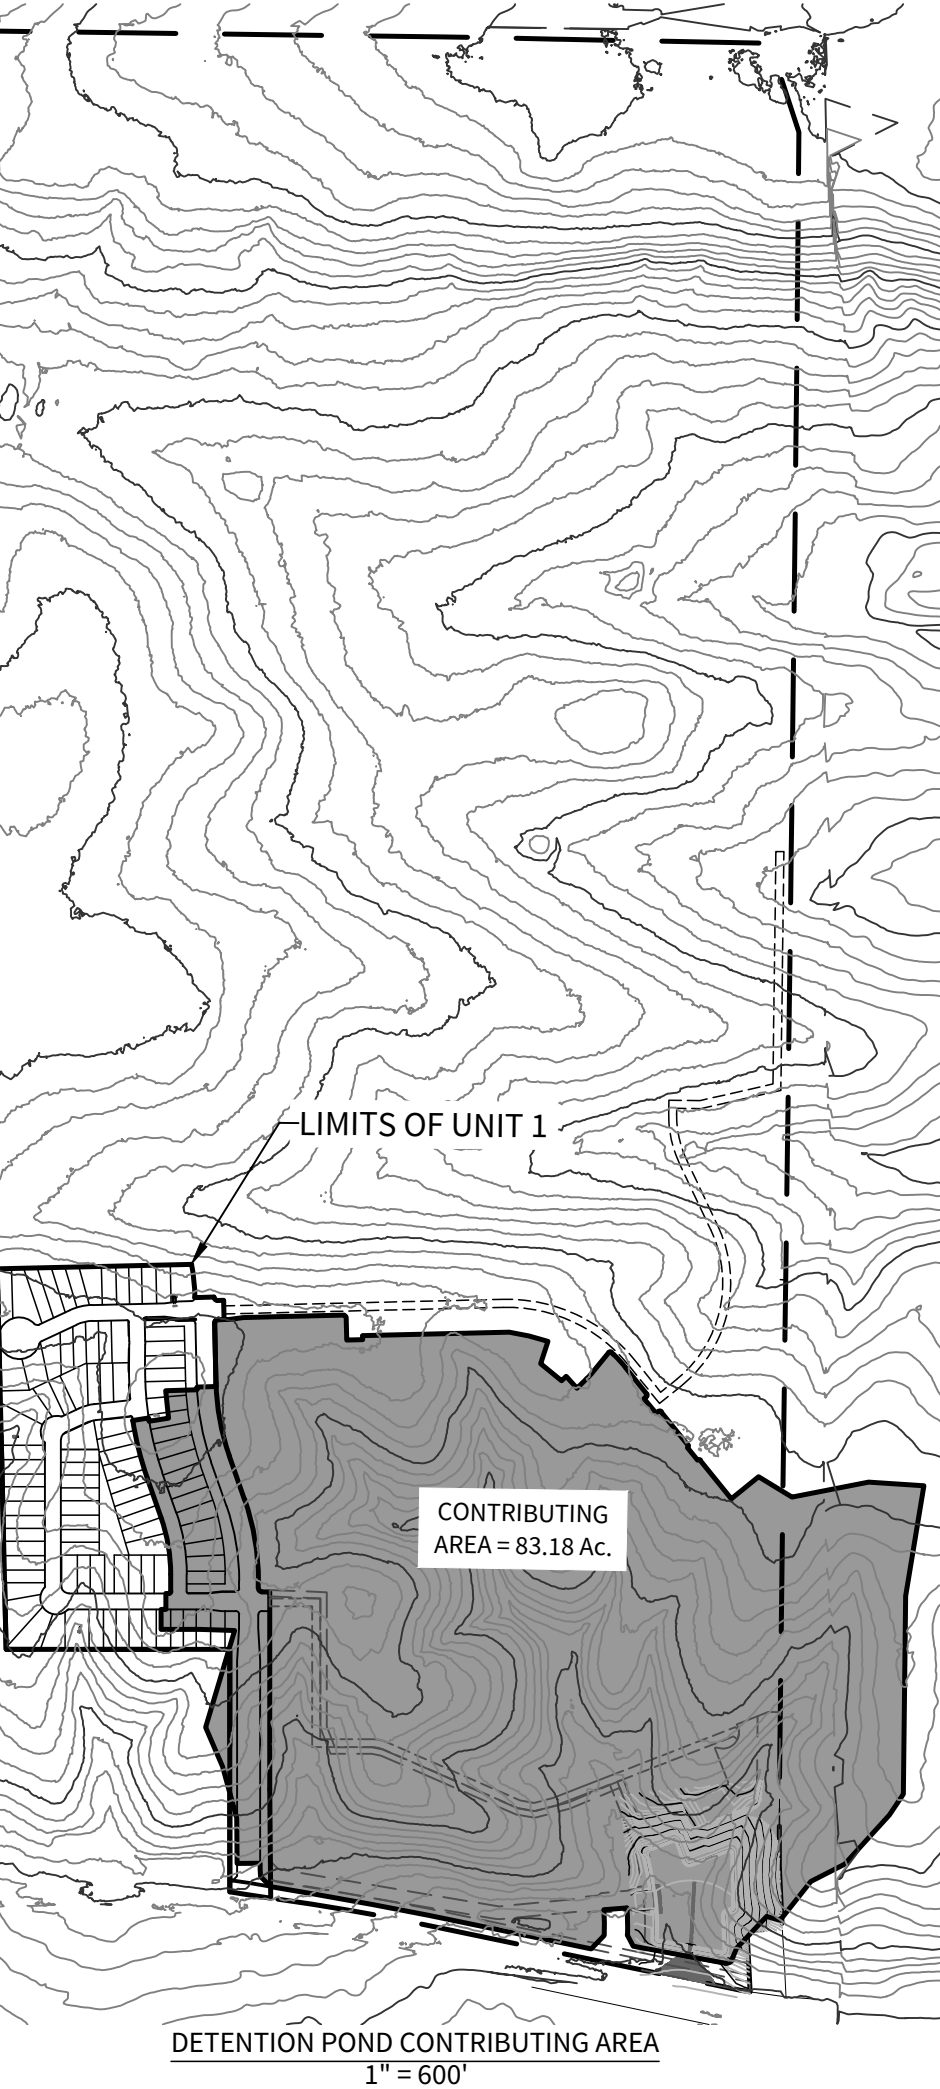 LIMITS OF UNIT 1
CONTRIBUTING
AREA = 83.18 Ac.
DETENTION POND CONTRIBUTING AREA
1" = 600'